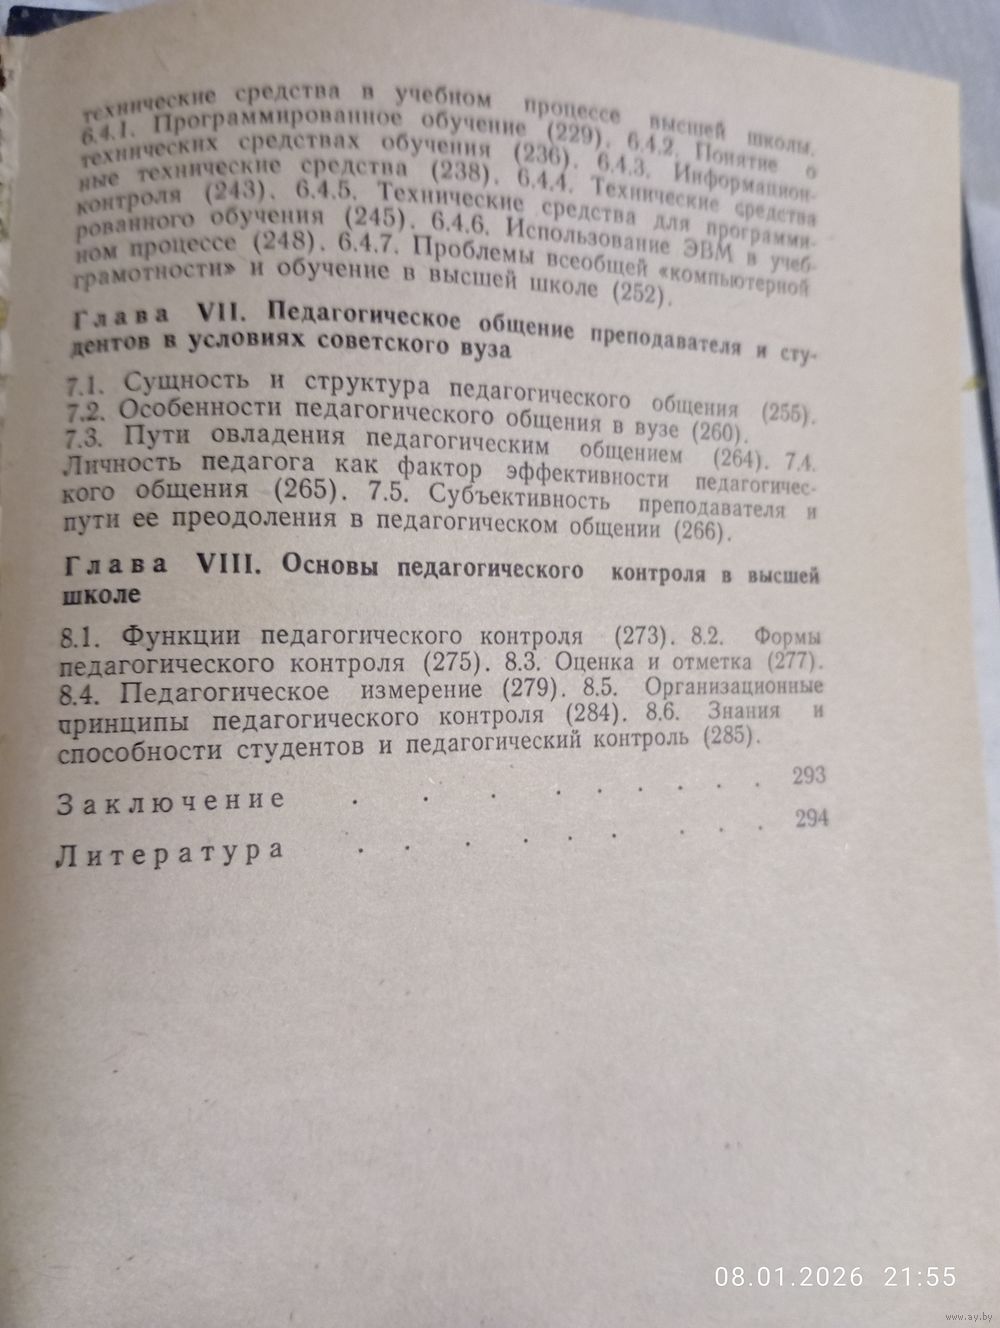 технические средства в учебном процессе высшей школы.
6.4.1. Программированное обучение (229). 6.4.2. Понятие о
технических средствах обучения (236). 6.4.3. Информацион-
ные технические средства (238). 6.4.4. Технические средства
контроля (243). 6.4.5. Технические средства для программи-
рованного обучения (245). 6.4.6. Использование ЭВМ в учеб-
ном процессе (248). 6.4.7. Проблемы всеобщей «компьютерной
грамотности» и обучение в высшей школе (252).
Глава VII. Педагогическое общение преподавателя и сту-
дентов в условиях советского вуза
7.1. Сущность и структура педагогического общения (255).
7.2. Особенности педагогического общения в вузе (260).
7.3. Пути овладения педагогическим общением (264). 7.4.
Личность педагога как фактор эффективности педагогичес-
кого общения (265). 7.5. Субъективность преподавателя и
пути ее преодоления в педагогическом общении (266).
Глава VIII. Основы педагогического контроля в высшей
школе
8.1. Функции педагогического контроля (273). 8.2. Формы
педагогического контроля (275). 8.3. Оценка и отметка (277).
8.4. Педагогическое измерение (279). 8.5. Организационные
принципы педагогического контроля (284). 8.6. Знания и
способности студентов и педагогический контроль (285).
Заключение . . . . . . . . . 293
Литература . . . . . . . . . 294
08.01.2026 21:55
www.ay.by